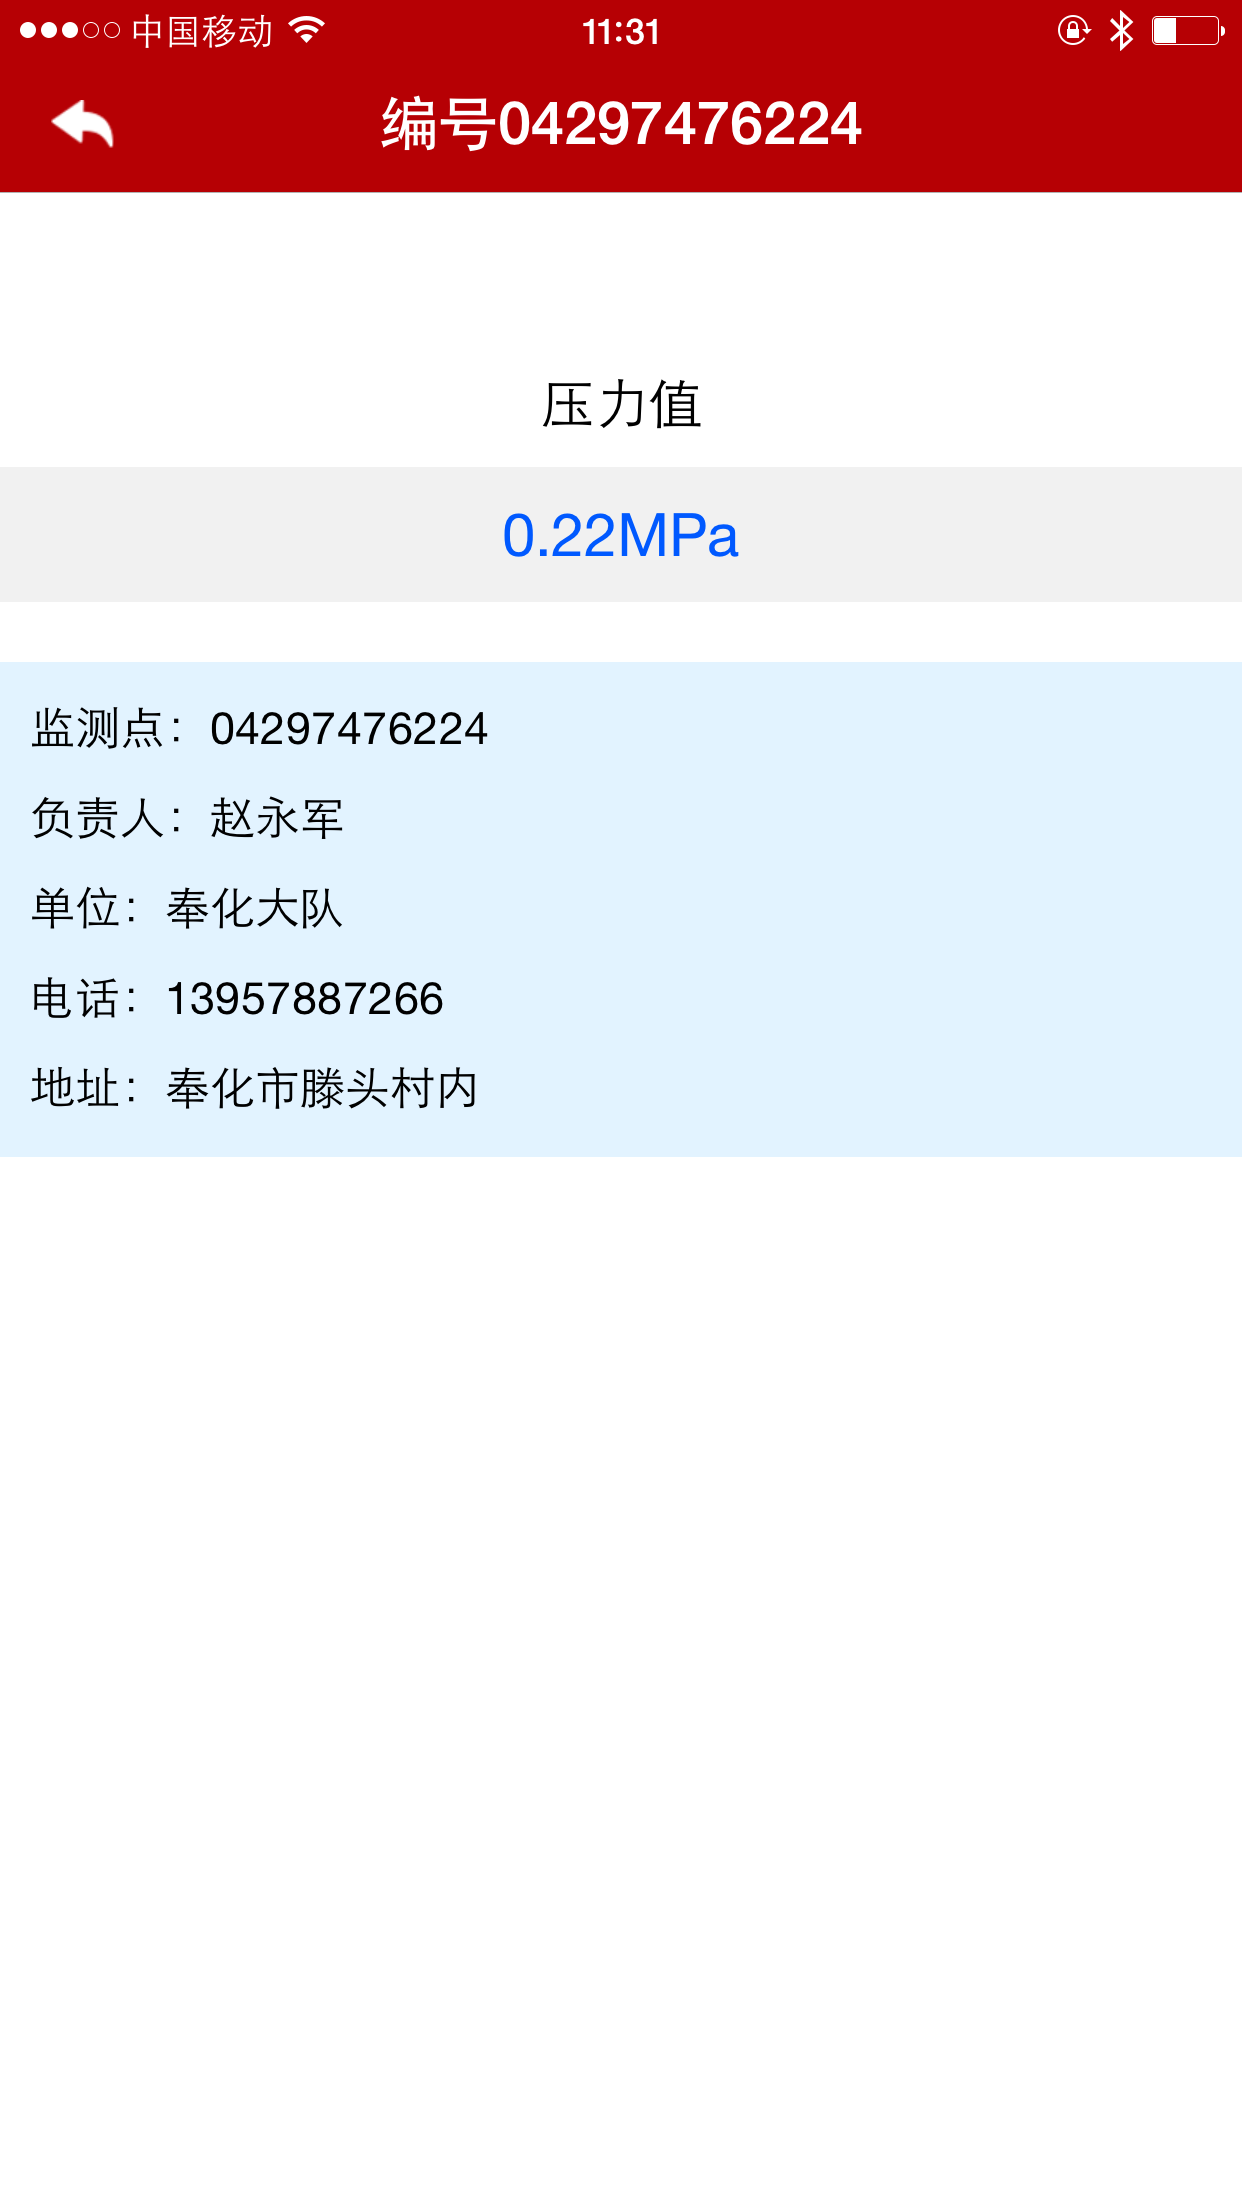 中国移动
11:31
编号04297476224
压力值
0.22MPa
监测点：04297476224
负责人：赵永军
单位：奉化大队
电话：13957887266
地址：奉化市滕头村内